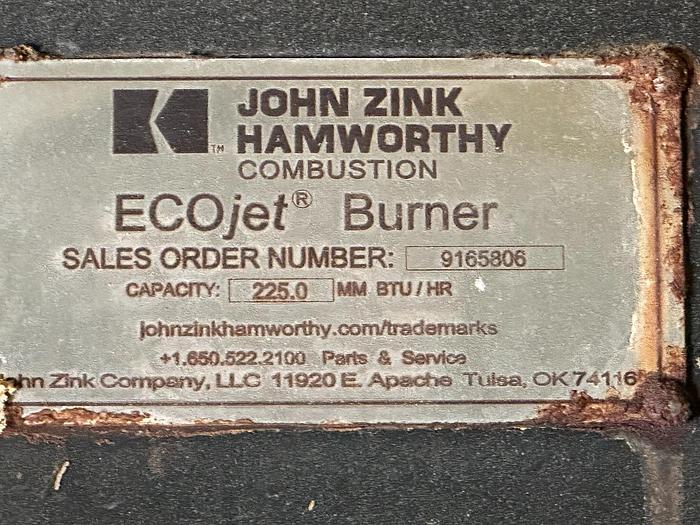 JOHN ZINK
HAMWORTHY
COMBUSTION
TM
ECOjet® Burner
SALES ORDER NUMBER: 9165806
CAPACITY: 225.0 MM BTU / HR
johnzinkhamworthy.com/trademarks
+1.650.522.2100 Parts & Service
ohn Zink Company, LLC 11920 E. Apache Tulsa, OK 74116